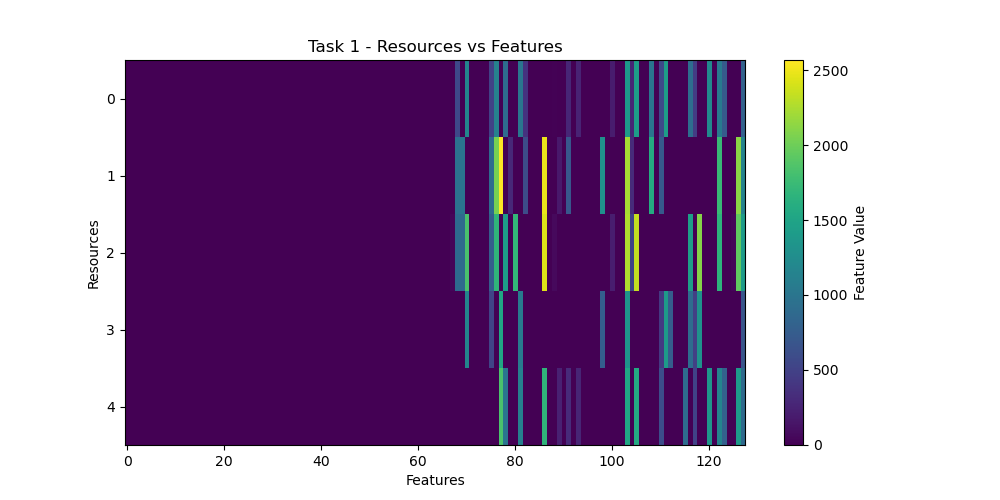 Task 1 - Resources vs Features
Resources
0
1
2
3
4
0 20 40 60 80 100 120
Features
2500
2000
1500
1000
500
0
Feature Value